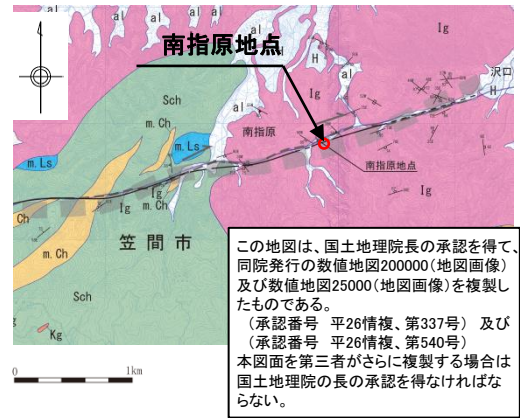 al
al
al
H
Ig
南指原地点
沢口
H
Sch
al
al
Ig
m. Ch
南指原
m. Ls
m. Ls
南指原地点
Ig
Ig
Ch
Ig
m. Ch
笠間市
m. Ch
Sch
Kg
0 1km
この地図は、国土地理院長の承認を得て、
同院発行の数値地図200000(地図画像)
及び数値地図25000(地図画像)を複製し
たものである。
(承認番号 平26情複、第337号) 及び
(承認番号 平26情複、第540号)
本図面を第三者がさらに複製する場合は
国土地理院の長の承認を得なければな
らない。